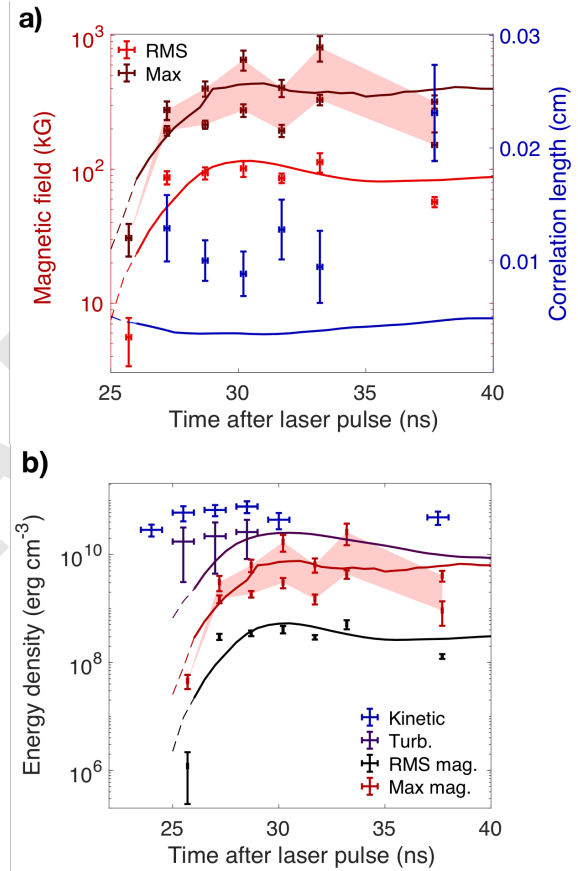 a)
10³
10²
10
Magnetic field (kG)
RMS
Max
0.03
0.02
0.01
Correlation length (cm)
25 30 35 40
Time after laser pulse (ns)
b)
10¹⁰
10⁸
10⁶
Energy density (erg cm⁻³)
Kinetic
Turb.
RMS mag.
Max mag.
25 30 35 40
Time after laser pulse (ns)